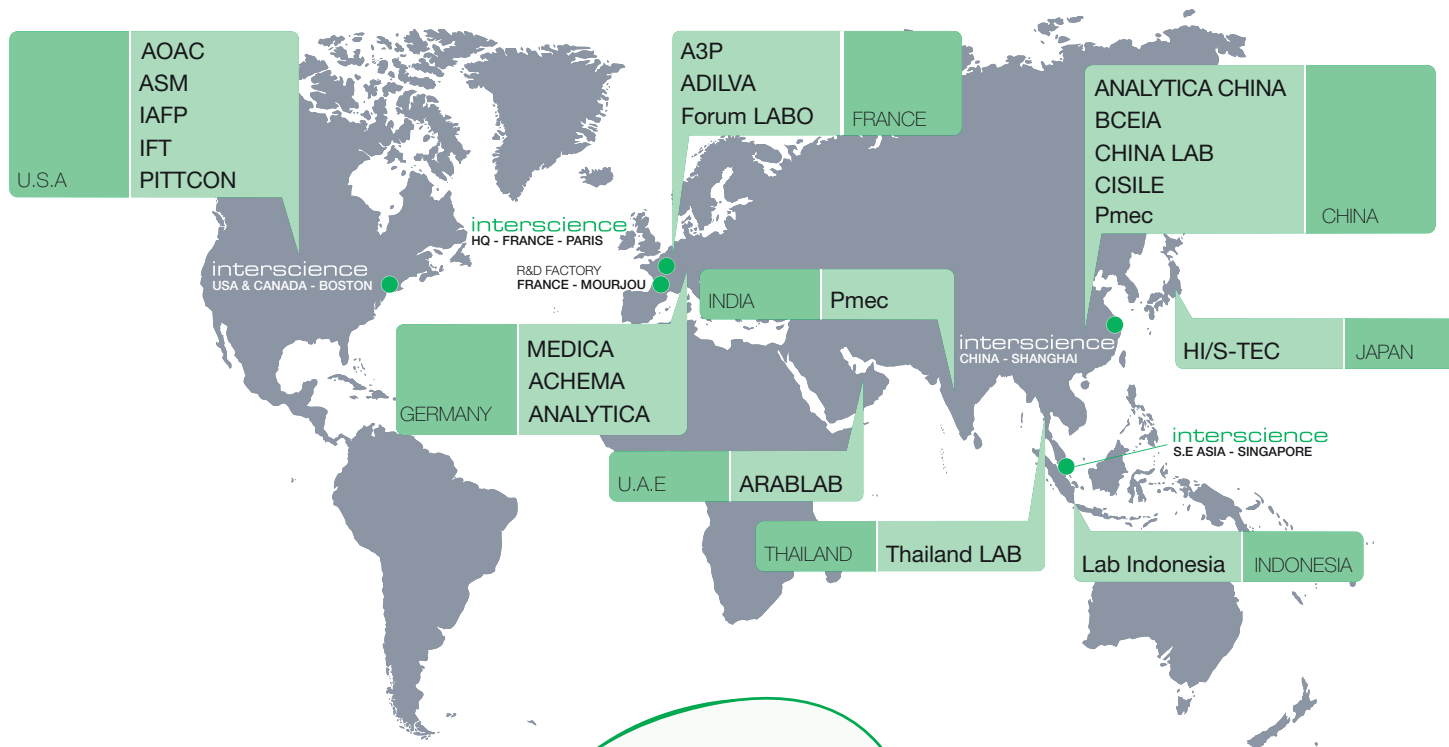 U.S.A
AOAC
ASM
IAFP
IFT
PITTCON
A3P
ADILVA
Forum LABO
FRANCE
ANALYTICA CHINA
BCEIA
CHINA LAB
CISILE
Pmec
CHINA
interscience
HQ - FRANCE - PARIS
R&D FACTORY
FRANCE - MOURJOU
interscience
USA & CANADA - BOSTON
INDIA
Pmec
interscience
CHINA - SHANGHAI
HI/S-TEC
JAPAN
GERMANY
MEDICA
ACHEMA
ANALYTICA
interscience
S.E ASIA - SINGAPORE
U.A.E
ARABLAB
THAILAND
Thailand LAB
Lab Indonesia
INDONESIA